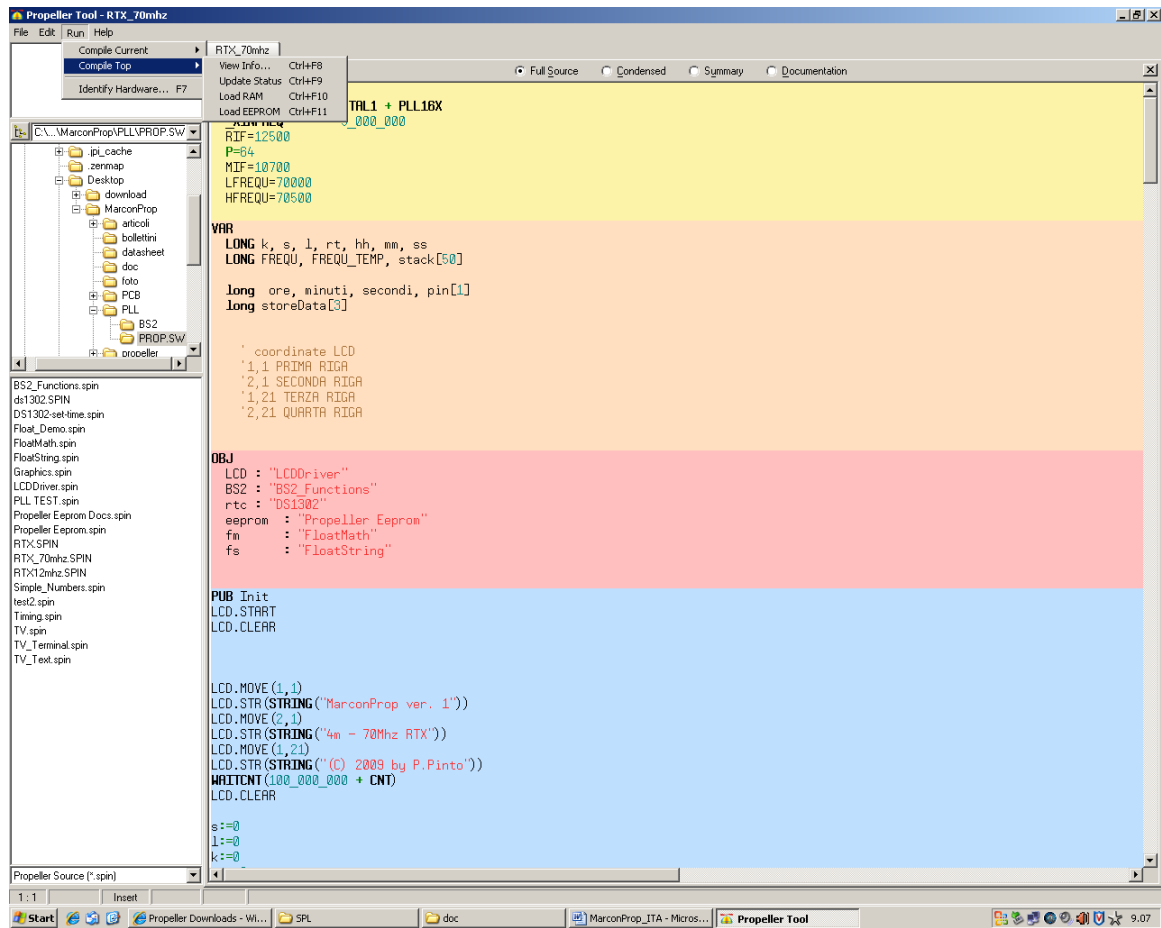 Propeller Tool - RTX_70mhz
File Edit Run Help
Compile Current
Compile Top
Identify Hardware... F7
View Info... Ctrl+F8
Update Status Ctrl+F9
Load RAM Ctrl+F10
Load EEPROM Ctrl+F11
RTX_70mhz
Full Source Condensed Summary Documentation
C:\...\MarconProp\PLL\PROP.SW
.jpi_cache
.zenmap
Desktop
download
MarconProp
articoli
bollettini
datasheet
doc
foto
PCB
PLL
BS2
PROP.SW
propeller
BS2_Functions.spin
ds1302.SPIN
DS1302-set-time.spin
Float_Demo.spin
FloatMath.spin
FloatString.spin
Graphics.spin
LCDDriver.spin
PLL TEST.spin
Propeller Eeprom Docs.spin
Propeller Eeprom.spin
RTX.SPIN
RTX_70mhz.SPIN
RTX12mhz.SPIN
Simple_Numbers.spin
test2.spin
Timing.spin
TV.spin
TV_Terminal.spin
TV_Text.spin
Propeller Source (*.spin)
TAL1 + PLL16X
_000_000
RIF=12500
P=64
MIF=10700
LFREQU=70000
HFREQU=70500
VAR
LONG k, s, l, rt, hh, mm, ss
LONG FREQU, FREQU_TEMP, stack[50]
long ore, minuti, secondi, pin[1]
long storeData[3]
' coordinate LCD
'1,1 PRIMA RIGA
'2,1 SECONDA RIGA
'1,21 TERZA RIGA
'2,21 QUARTA RIGA
OBJ
LCD : "LCDDriver"
BS2 : "BS2_Functions"
rtc : "DS1302"
eeprom : "Propeller Eeprom"
fm : "FloatMath"
fs : "FloatString"
PUB Init
LCD.START
LCD.CLEAR
LCD.MOVE(1,1)
LCD.STR(STRING("MarconProp ver. 1"))
LCD.MOVE(2,1)
LCD.STR(STRING("4m - 70Mhz RTX"))
LCD.MOVE(1,21)
LCD.STR(STRING("(C) 2009 by P.Pinto"))
WAITCNT(100_000_000 + CNT)
LCD.CLEAR
s:=0
l:=0
k:=0
1 : 1 Insert
Start Propeller Downloads - Wi... SPL doc MarconProp_ITA - Micros... Propeller Tool 9.07